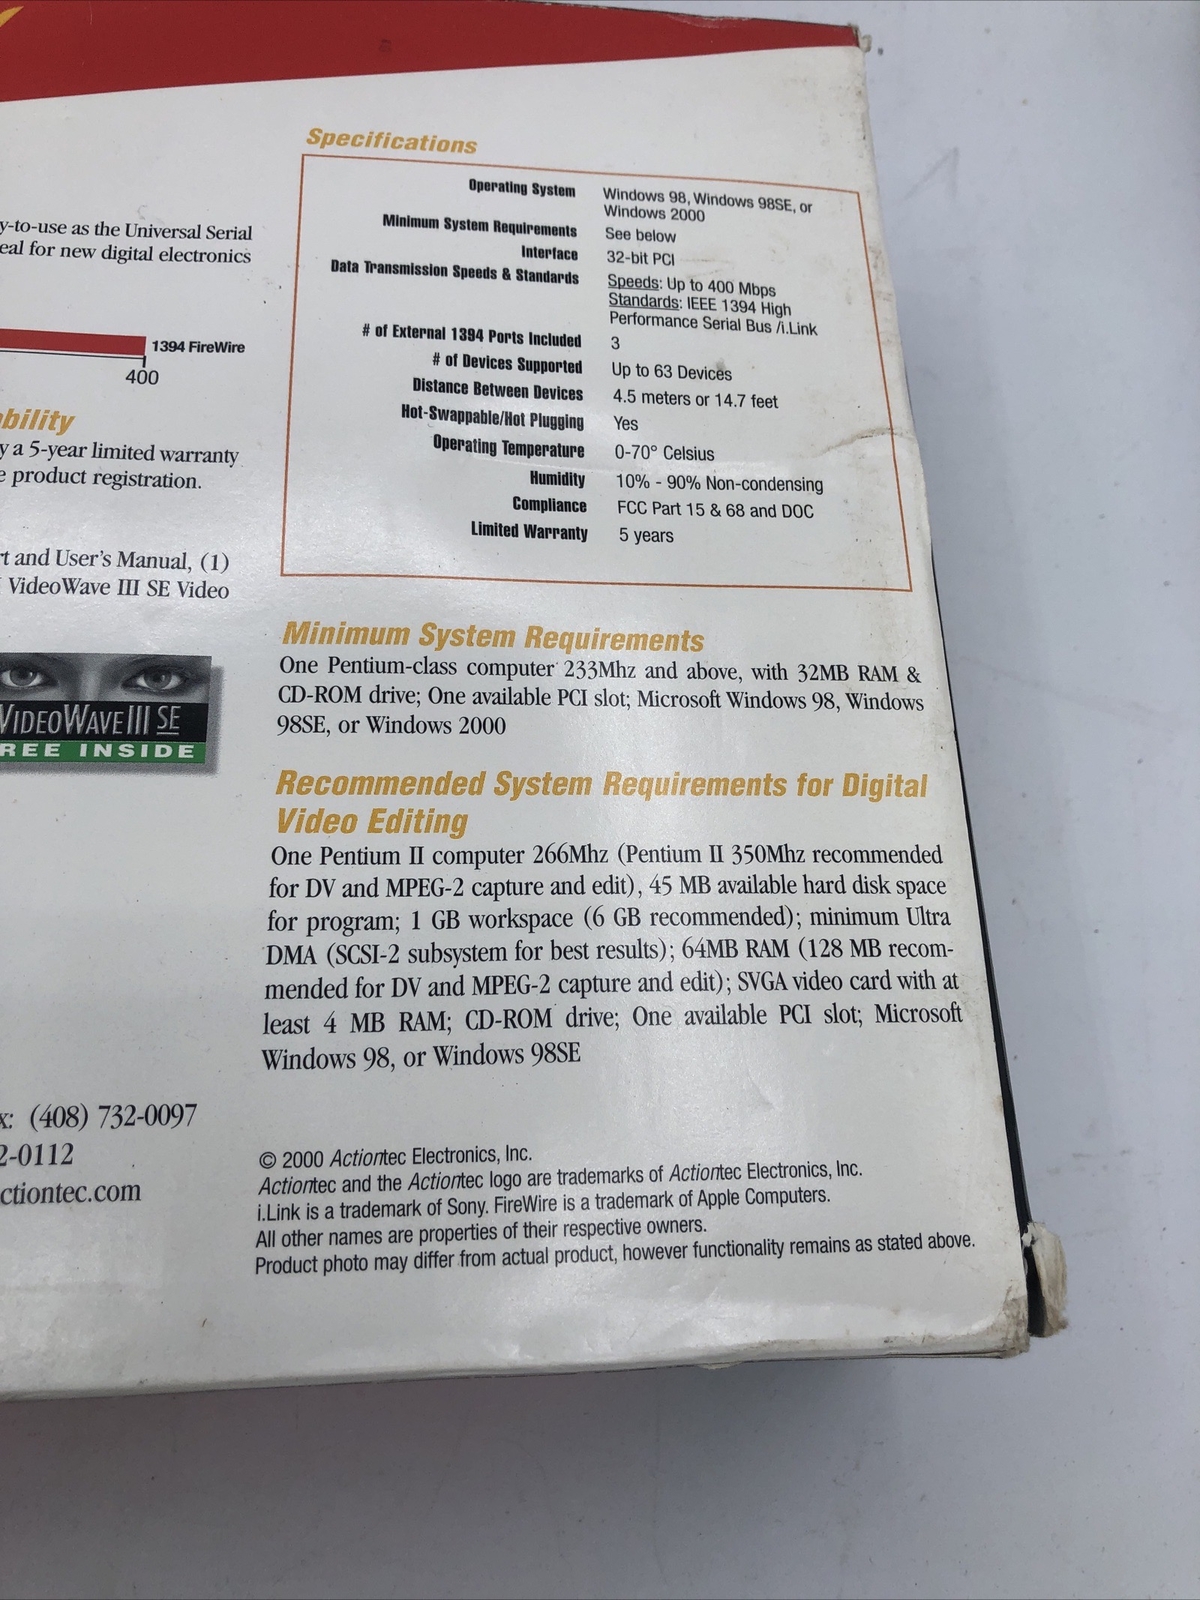 y-to-use as the Universal Serial
eal for new digital electronics
1394 FireWire
400
bility
y a 5-year limited warranty
e product registration.
rt and User's Manual, (1)
VideoWave III SE Video
VIDEOWAVE III SE
REE INSIDE
x: (408) 732-0097
2-0112
ctiontec.com
Specifications
Operating System Windows 98, Windows 98SE, or
Windows 2000
Minimum System Requirements See below
Interface 32-bit PCI
Data Transmission Speeds & Standards Speeds: Up to 400 Mbps
Standards: IEEE 1394 High
Performance Serial Bus /i.Link
# of External 1394 Ports Included 3
# of Devices Supported Up to 63 Devices
Distance Between Devices 4.5 meters or 14.7 feet
Hot-Swappable/Hot Plugging Yes
Operating Temperature 0-70° Celsius
Humidity 10% - 90% Non-condensing
Compliance FCC Part 15 & 68 and DOC
Limited Warranty 5 years
Minimum System Requirements
One Pentium-class computer 233Mhz and above, with 32MB RAM &
CD-ROM drive; One available PCI slot; Microsoft Windows 98, Windows
98SE, or Windows 2000
Recommended System Requirements for Digital
Video Editing
One Pentium II computer 266Mhz (Pentium II 350Mhz recommended
for DV and MPEG-2 capture and edit), 45 MB available hard disk space
for program; 1 GB workspace (6 GB recommended); minimum Ultra
DMA (SCSI-2 subsystem for best results); 64MB RAM (128 MB recom-
mended for DV and MPEG-2 capture and edit); SVGA video card with at
least 4 MB RAM; CD-ROM drive; One available PCI slot; Microsoft
Windows 98, or Windows 98SE
© 2000 Actiontec Electronics, Inc.
Actiontec and the Actiontec logo are trademarks of Actiontec Electronics, Inc.
i.Link is a trademark of Sony. FireWire is a trademark of Apple Computers.
All other names are properties of their respective owners.
Product photo may differ from actual product, however functionality remains as stated above.